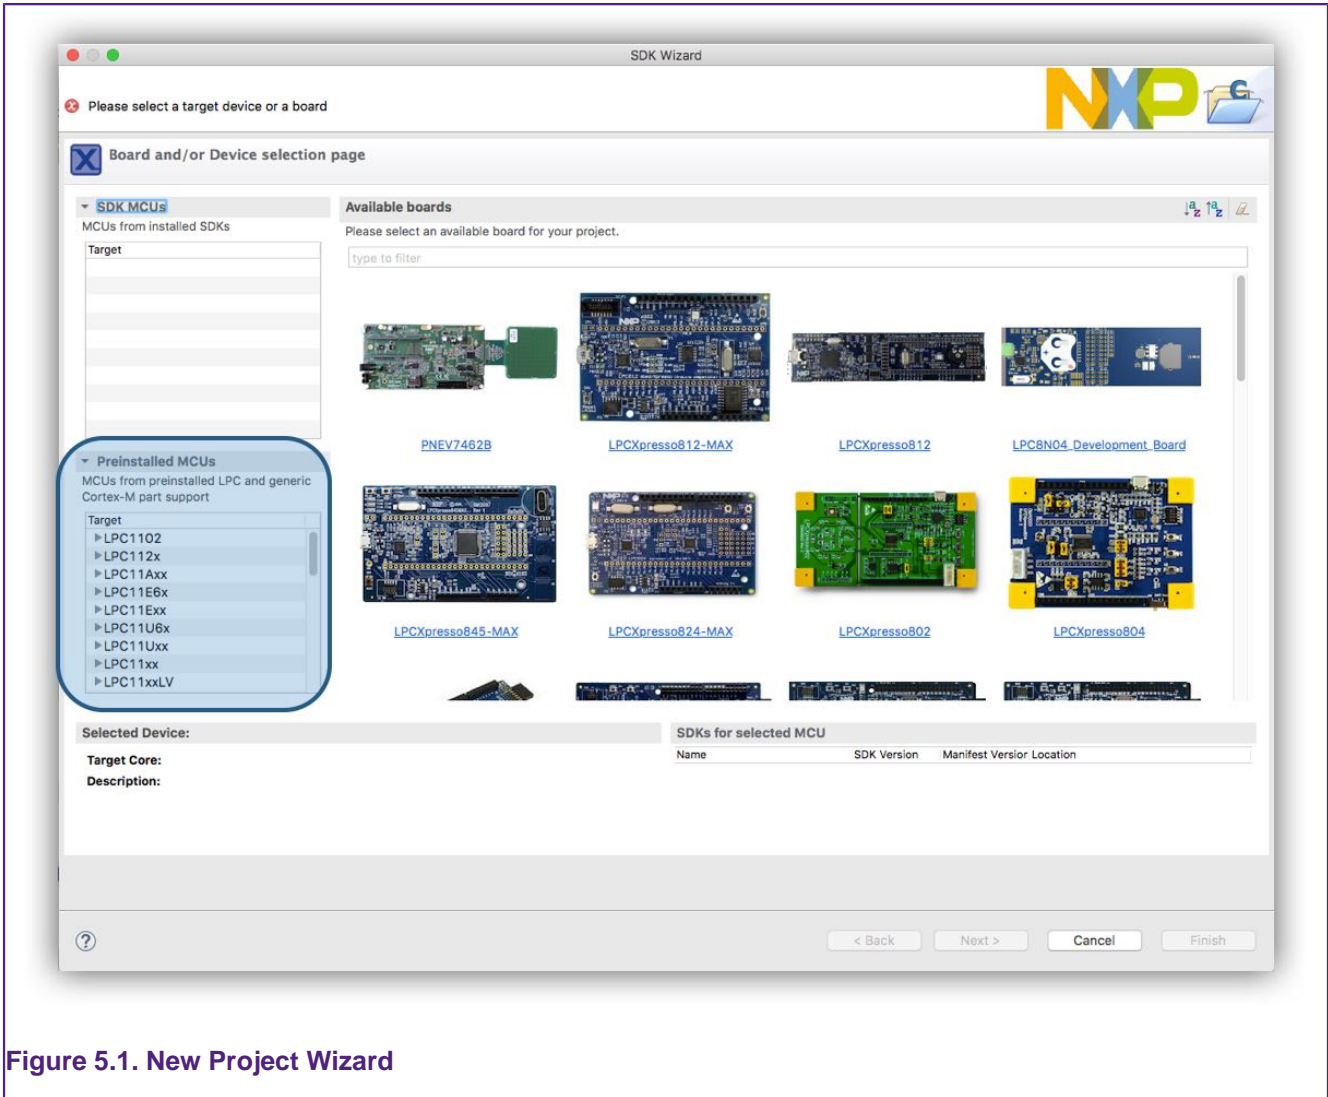 SDK Wizard
Please select a target device or a board
NXP
C
Board and/or Device selection page
SDK MCUs
MCUs from installed SDKs
Target
Preinstalled MCUs
MCUs from preinstalled LPC and generic
Cortex-M part support
Target
LPC1102
LPC112x
LPC11Axx
LPC11E6x
LPC11Exx
LPC11U6x
LPC11Uxx
LPC11xx
LPC11xxLV
Available boards
Please select an available board for your project.
type to filter
PNEV7462B
LPCXpresso812-MAX
LPCXpresso812
LPC8N04_Development_Board
LPCXpresso845-MAX
LPCXpresso824-MAX
LPCXpresso802
LPCXpresso804
Selected Device:
Target Core:
Description:
SDKs for selected MCU
Name SDK Version Manifest Versior Location
? < Back Next > Cancel Finish
Figure 5.1. New Project Wizard